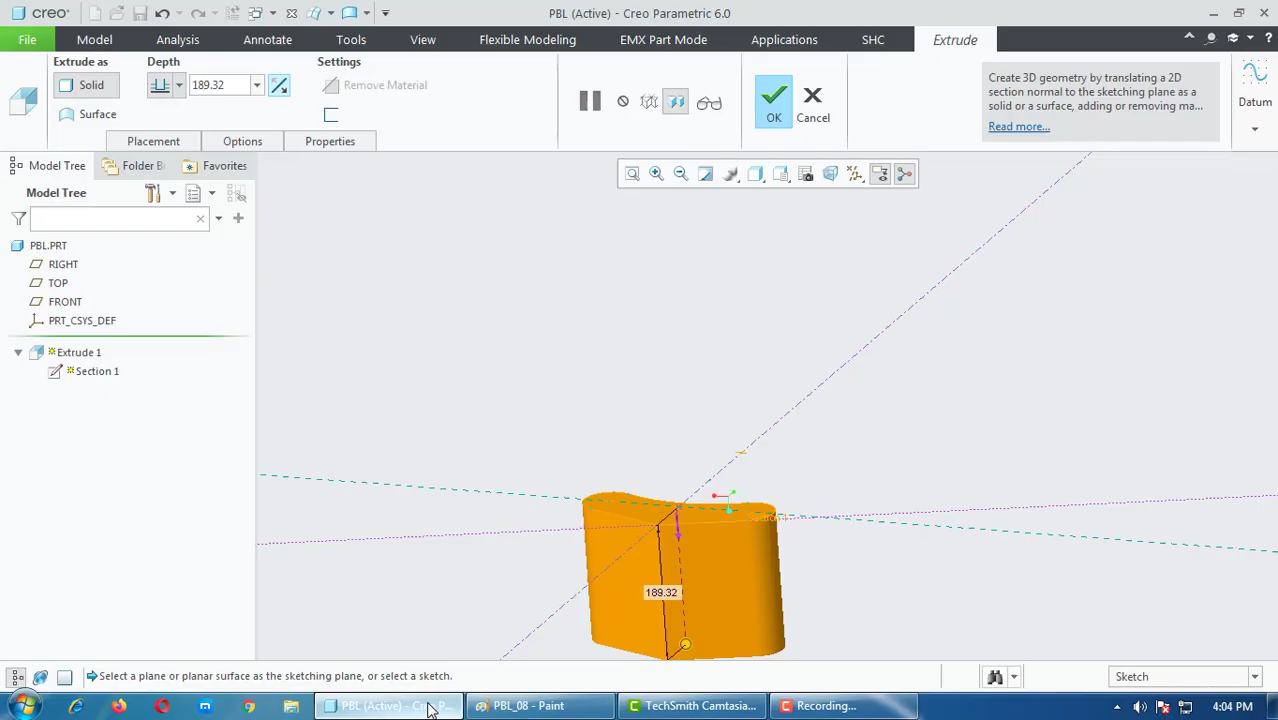 creo
PBL (Active) - Creo Parametric 6.0
File Model Analysis Annotate Tools View Flexible Modeling EMX Part Mode Applications SHC Extrude
Extrude as Depth Settings
Solid 189.32 Remove Material
Surface
OK Cancel
Placement Options Properties
Create 3D geometry by translating a 2D
section normal to the sketching plane as a
solid or a surface, adding or removing ma...
Read more...
Datum
Model Tree Folder B Favorites
Model Tree
PBL.PRT
RIGHT
TOP
FRONT
PRT_CSYS_DEF
Extrude 1
Section 1
189.32
Select a plane or planar surface as the sketching plane, or select a sketch.
Sketch
PBL (Active) - Creo P... PBL_08 - Paint TechSmith Camtasia... Recording... 4:04 PM